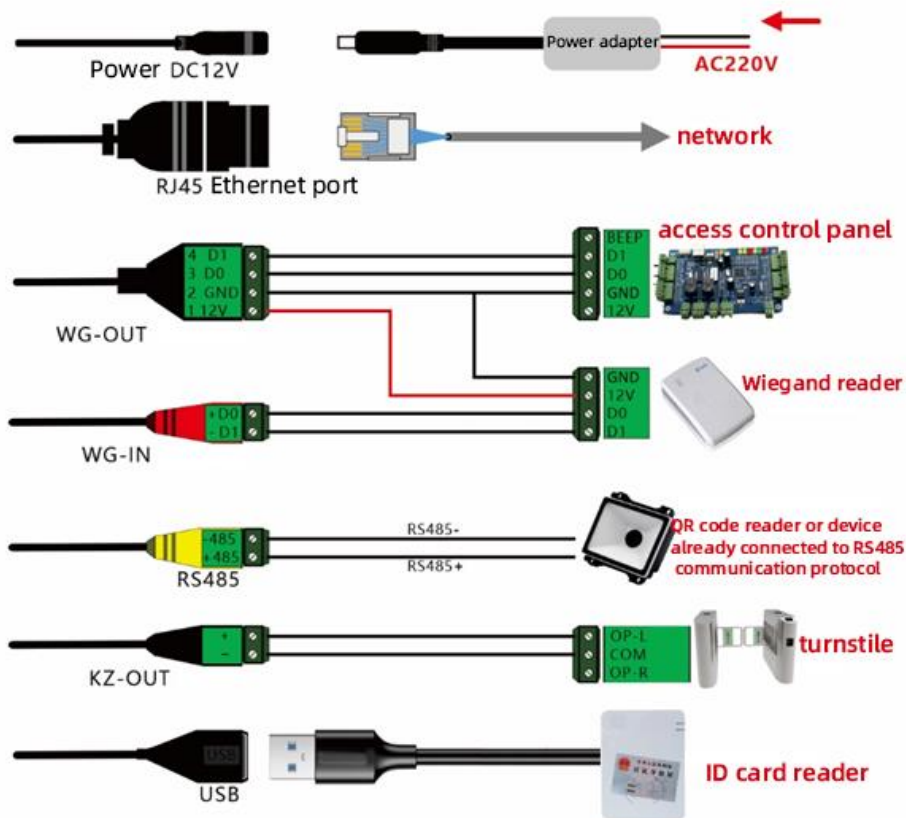 Power adapter
Power DC12V
AC220V
RJ45 Ethernet port
network
access control panel
4 D1
3 D0
2 GND
1 12V
WG-OUT
BEEP
D1
D0
GND
12V
GND
12V
D0
D1
Wiegand reader
+D0
-D1
WG-IN
-485
+485
RS485
RS485-
RS485+
QR code reader or device
already connected to RS485
communication protocol
+
-
KZ-OUT
OP-L
COM
OP-R
turnstile
USB
USB
ID card reader